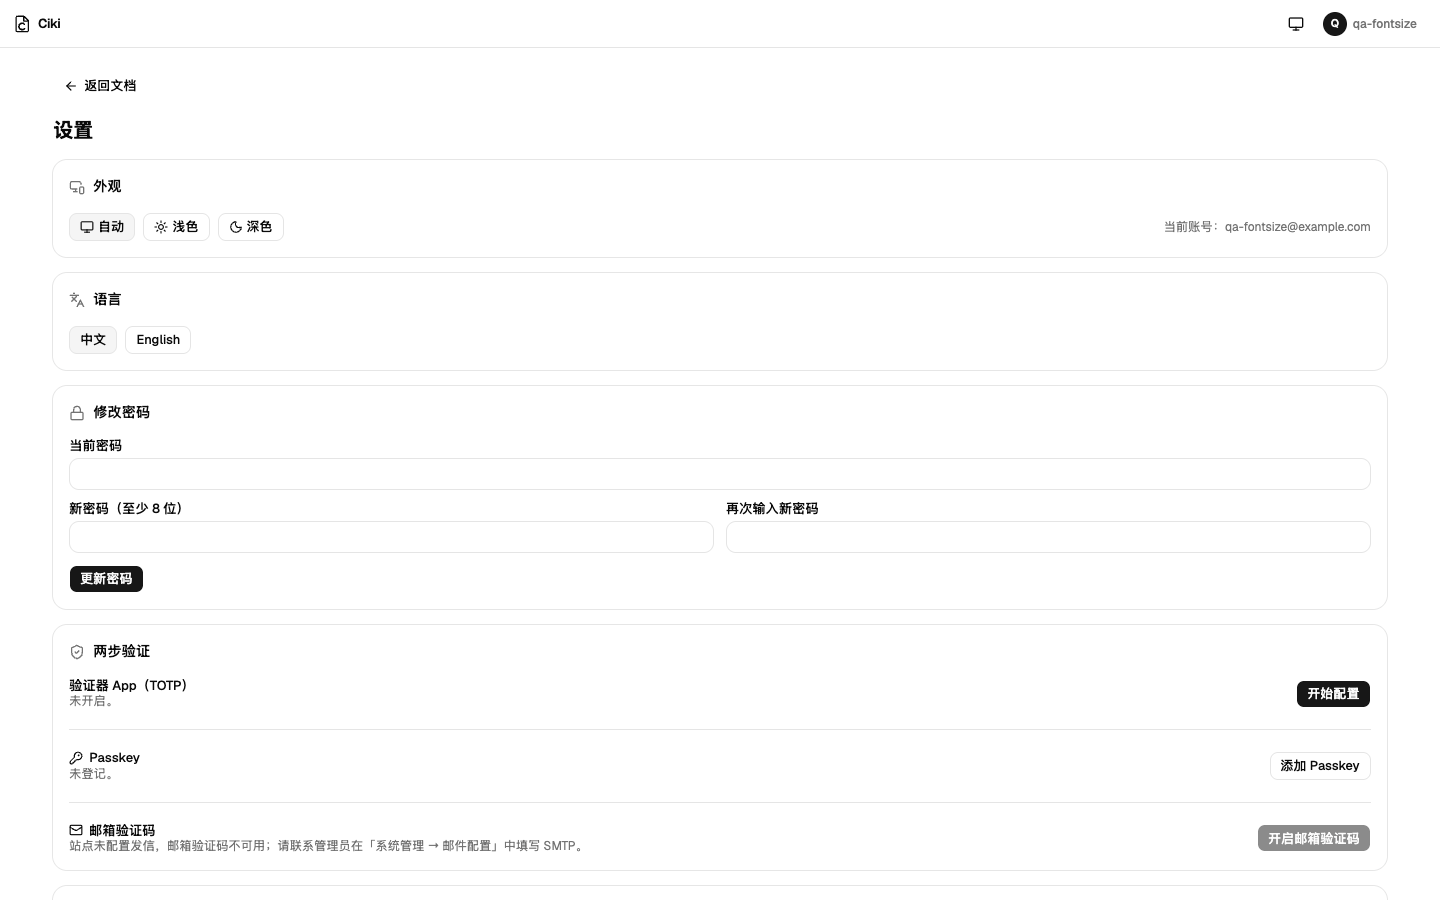 Ciki
Q qa-fontsize
返回文档
设置
外观
自动 浅色 深色 当前账号：qa-fontsize@example.com
语言
中文 English
修改密码
当前密码
新密码（至少 8 位） 再次输入新密码
更新密码
两步验证
验证器 App（TOTP）
未开启。
开始配置
Passkey
未登记。
添加 Passkey
邮箱验证码
站点未配置发信，邮箱验证码不可用；请联系管理员在「系统管理 → 邮件配置」中填写 SMTP。
开启邮箱验证码